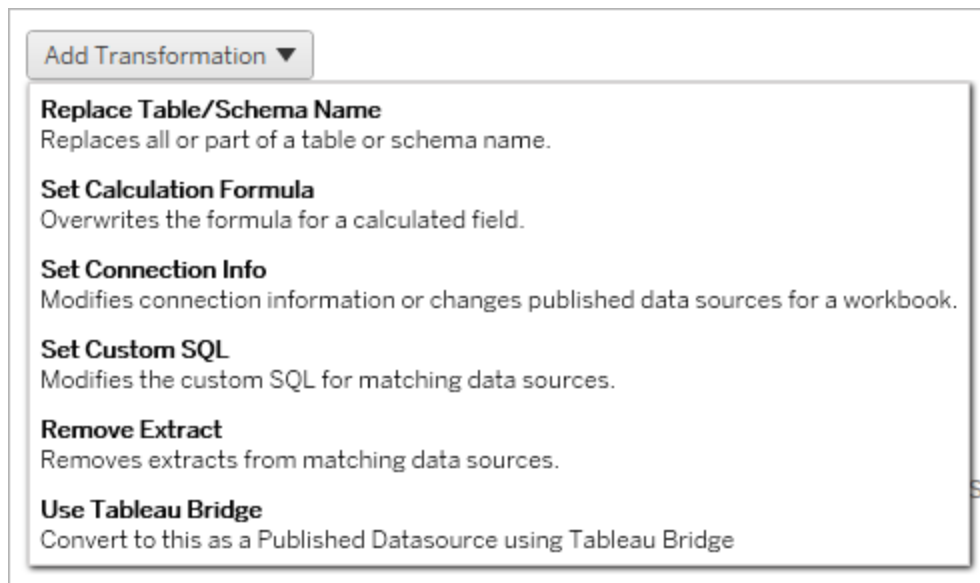 Add Transformation
Replace Table/Schema Name
Replaces all or part of a table or schema name.
Set Calculation Formula
Overwrites the formula for a calculated field.
Set Connection Info
Modifies connection information or changes published data sources for a workbook.
Set Custom SQL
Modifies the custom SQL for matching data sources.
Remove Extract
Removes extracts from matching data sources.
Use Tableau Bridge
Convert to this as a Published Datasource using Tableau Bridge